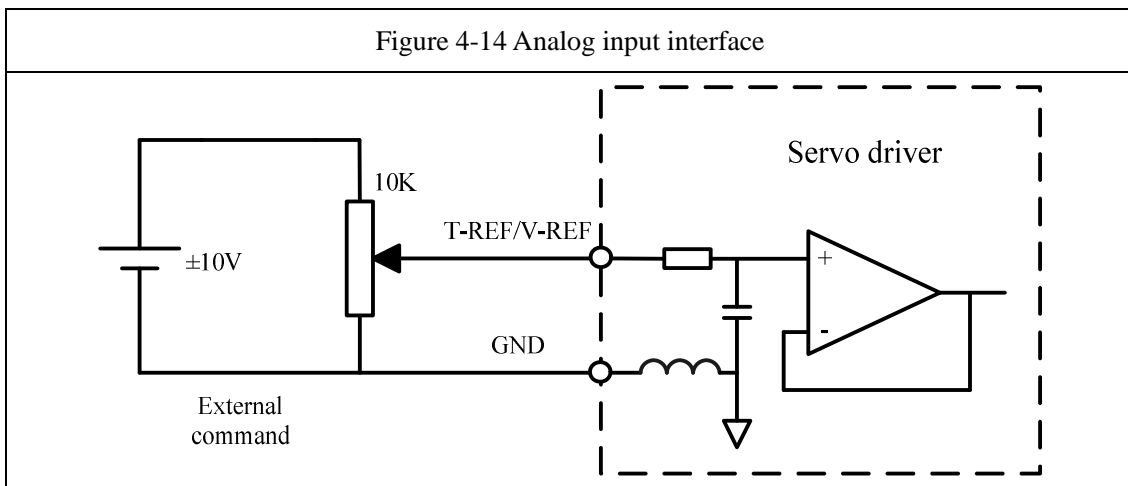 Figure 4-14 Analog input interface
Servo driver
10K
T-REF/V-REF
±10V
+
-
GND
External
command